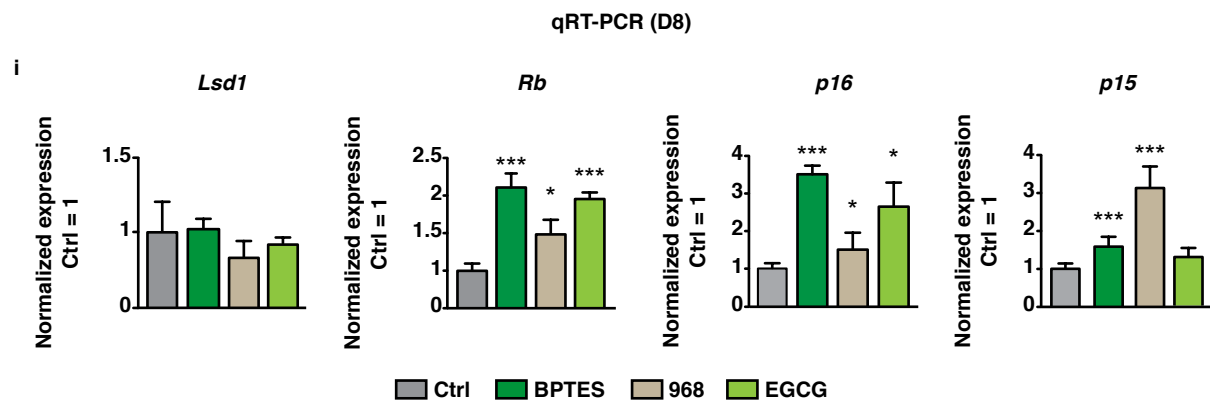 qRT-PCR (D8)
i
Lsd1
Normalized expression
Ctrl = 1
1.5
1
0
Rb
Normalized expression
Ctrl = 1
2.5
2
1.5
1
0
***
*
***
p16
Normalized expression
Ctrl = 1
4
3
2
1
0
***
*
*
p15
Normalized expression
Ctrl = 1
4
3
2
1
0
***
***
Ctrl BPTES 968 EGCG